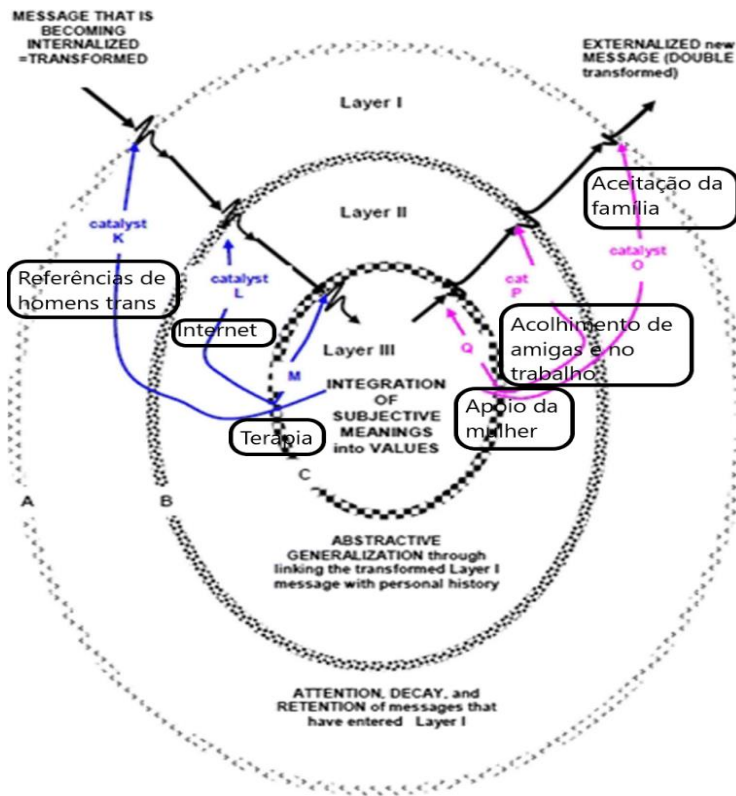 MESSAGE THAT IS
BECOMING
INTERNALIZED
=TRANSFORMED
EXTERNALIZED new
MESSAGE (DOUBLE
transformed)
Layer I
Aceitação da
família
Layer II
catalyst
K
catalyst
L
cat
P
catalyst
O
Referências de
homens trans
Internet
Acolhimento de
amigas e no
trabalho
Layer III
M
Q
INTEGRATION
OF
SUBJECTIVE
MEANINGS
into VALUES
Terapia
Apoio da
mulher
A
B
C
ABSTRACTIVE
GENERALIZATION through
linking the transformed Layer I
message with personal history
ATTENTION, DECAY, and
RETENTION of messages that
have entered Layer I